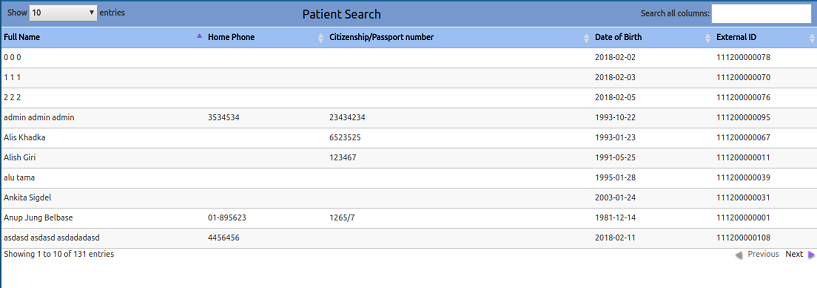 Show 10 entries Patient Search Search all columns:
Full Name Home Phone Citizenship/Passport number Date of Birth External ID
0 0 0 2018-02-02 111200000078
1 1 1 2018-02-03 111200000070
2 2 2 2018-02-05 111200000076
admin admin admin 3534534 23434234 1993-10-22 111200000095
Alis Khadka 6523525 1993-01-23 111200000067
Alish Giri 123467 1991-05-25 111200000011
alu tama 1995-01-28 111200000039
Ankita Sigdel 2003-01-24 111200000031
Anup Jung Belbase 01-895623 1265/7 1981-12-14 111200000001
asdasd asdasd asdadadasd 4456456 2018-02-11 111200000108
Showing 1 to 10 of 131 entries Previous Next